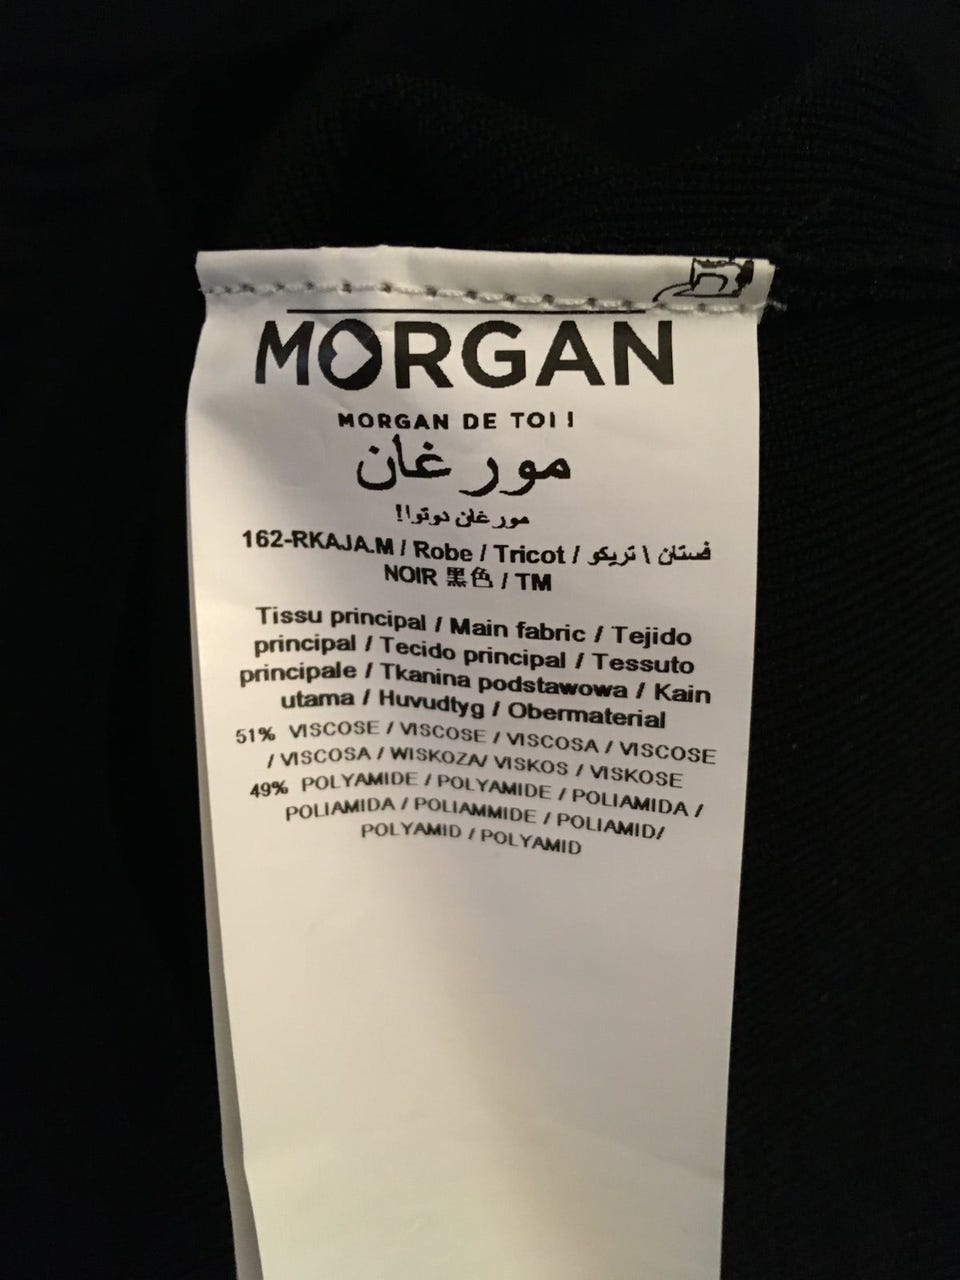 MORGAN
MORGAN DE TOI !
مورغان
مورغان دوتوا!
162-RKAJA.M / Robe / Tricot / فستان \ تريكو
NOIR 黑色 / TM
Tissu principal / Main fabric / Tejido
principal / Tecido principal / Tessuto
principale / Tkanina podstawowa / Kain
utama / Huvudtyg / Obermaterial
51% VISCOSE / VISCOSE / VISCOSA / VISCOSE
/ VISCOSA / WISKOZA/ VISKOS / VISKOSE
49% POLYAMIDE / POLYAMIDE / POLIAMIDA /
POLIAMIDA / POLIAMMIDE / POLIAMID/
POLYAMID / POLYAMID